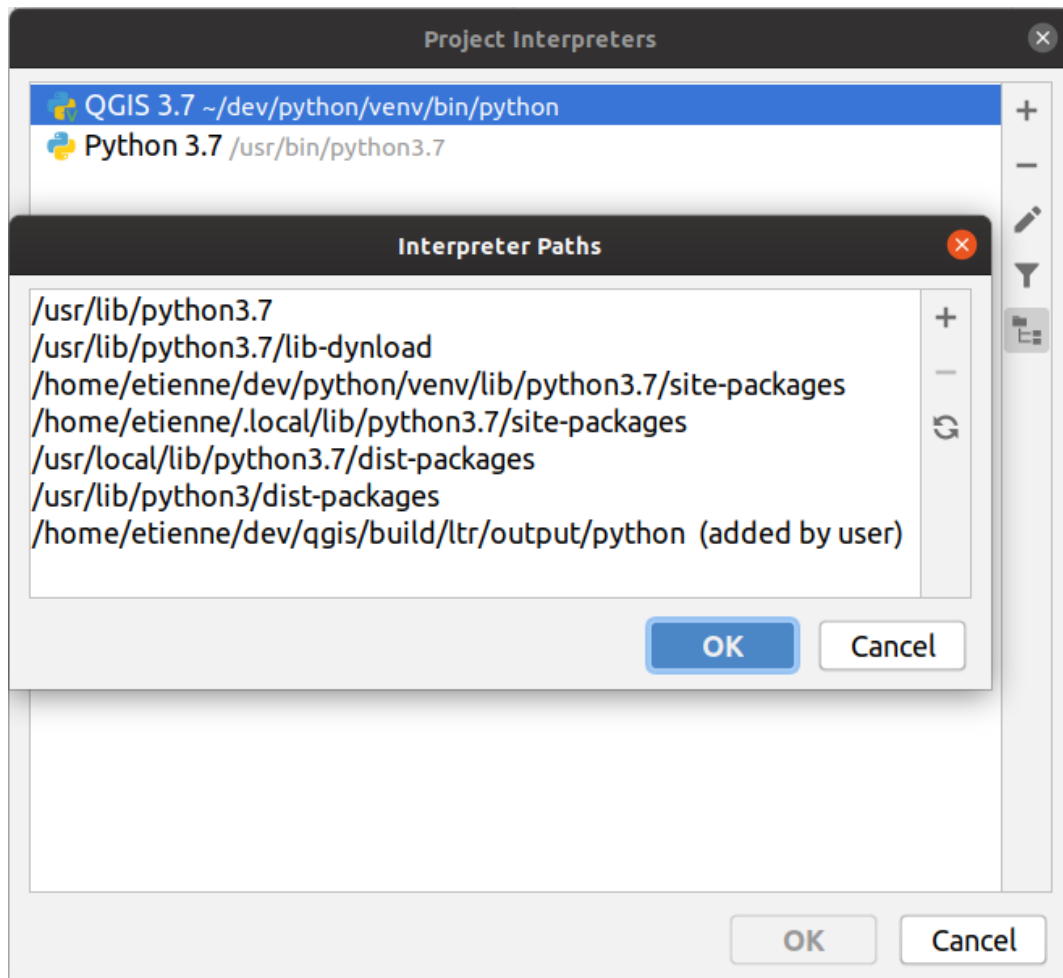 Project Interpreters
QGIS 3.7 ~/dev/python/venv/bin/python
Python 3.7 /usr/bin/python3.7
Interpreter Paths
/usr/lib/python3.7
/usr/lib/python3.7/lib-dynload
/home/etienne/dev/python/venv/lib/python3.7/site-packages
/home/etienne/.local/lib/python3.7/site-packages
/usr/local/lib/python3.7/dist-packages
/usr/lib/python3/dist-packages
/home/etienne/dev/qgis/build/ltr/output/python (added by user)
OK Cancel
OK Cancel